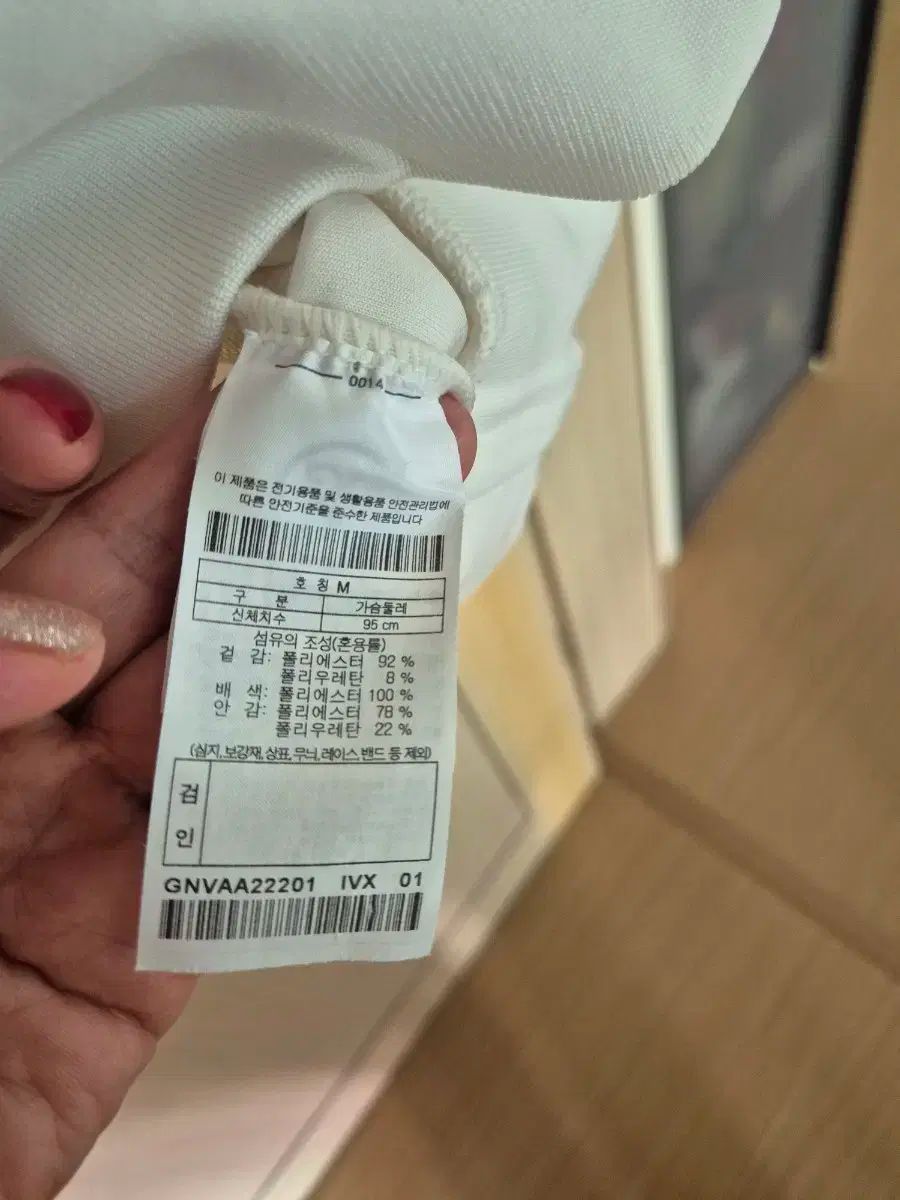 0014
이 제품은 전기용품 및 생활용품 안전관리법에
따른 안전기준을 준수한 제품입니다
호 칭 M
구 분 가슴둘레
신체치수 95 cm
섬유의 조성(혼용률)
겉 감: 폴리에스터 92 %
폴리우레탄 8 %
배 색: 폴리에스터 100 %
안 감: 폴리에스터 78 %
폴리우레탄 22 %
(심지,보강재,상표,무늬,레이스,밴드 등 제외)
검
인
GNVAA22201 IVX 01